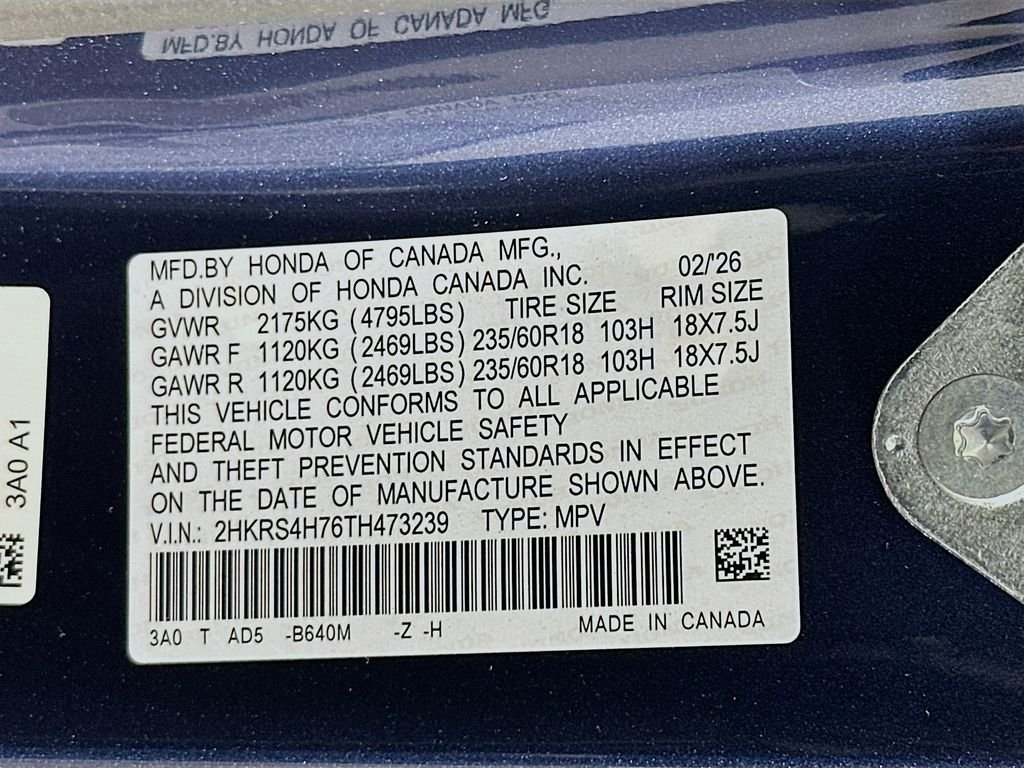 MFD.BY HONDA OF CANADA MFG
MFD.BY HONDA OF CANADA MFG., 02/'26
A DIVISION OF HONDA CANADA INC.
GVWR 2175KG (4795LBS) TIRE SIZE RIM SIZE
GAWR F 1120KG (2469LBS) 235/60R18 103H 18X7.5J
GAWR R 1120KG (2469LBS) 235/60R18 103H 18X7.5J
THIS VEHICLE CONFORMS TO ALL APPLICABLE
FEDERAL MOTOR VEHICLE SAFETY
AND THEFT PREVENTION STANDARDS IN EFFECT
ON THE DATE OF MANUFACTURE SHOWN ABOVE.
V.I.N.: 2HKRS4H76TH473239 TYPE: MPV
3A0 T AD5 -B640M -Z -H MADE IN CANADA
3A0 A1